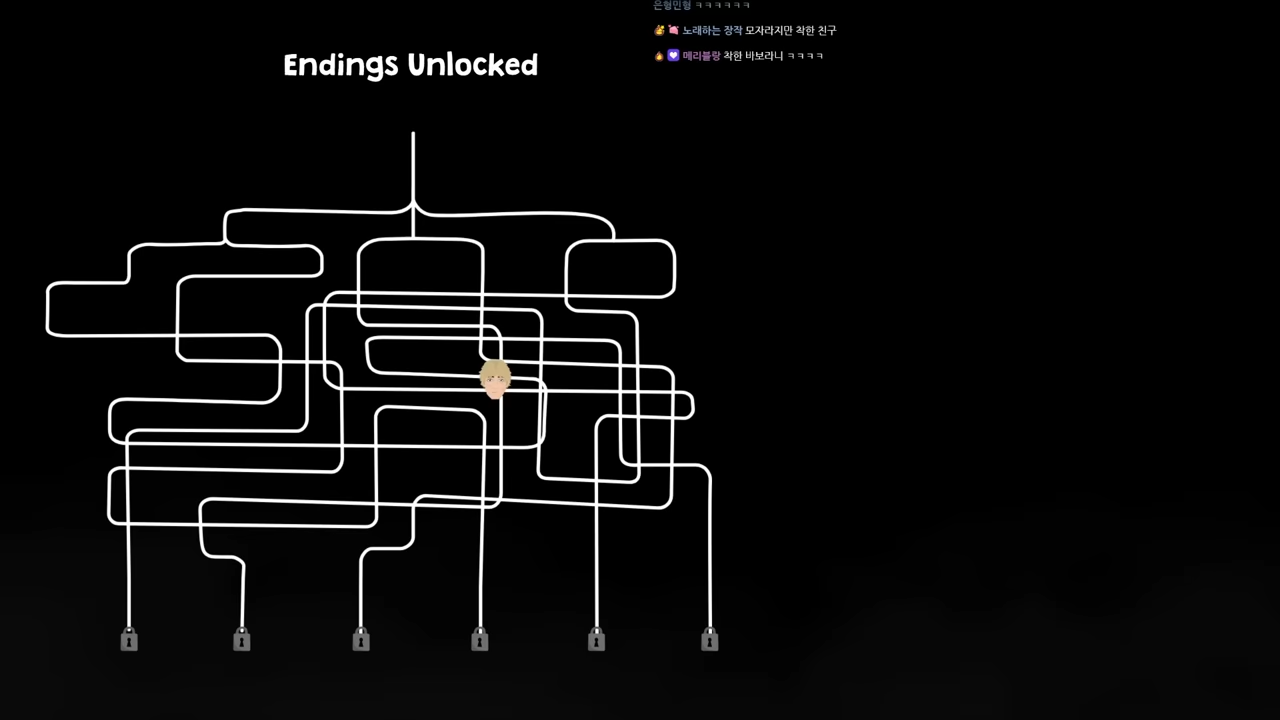 은형민형 ㅋㅋㅋㅋㅋㅋ
노래하는 장작 모자라지만 착한 친구
메리블랑 착한 바보라니 ㅋㅋㅋㅋ
Endings Unlocked